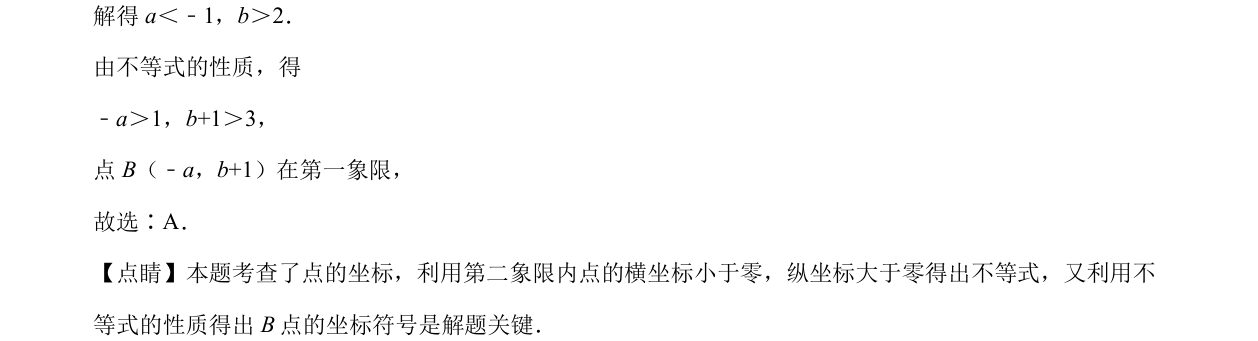 解得 a＜﹣1，b＞2．
由不等式的性质，得
﹣a＞1，b+1＞3，
点 B（﹣a，b+1）在第一象限，
故选：A．
【点睛】本题考查了点的坐标，利用第二象限内点的横坐标小于零，纵坐标大于零得出不等式，又利用不
等式的性质得出 B 点的坐标符号是解题关键．